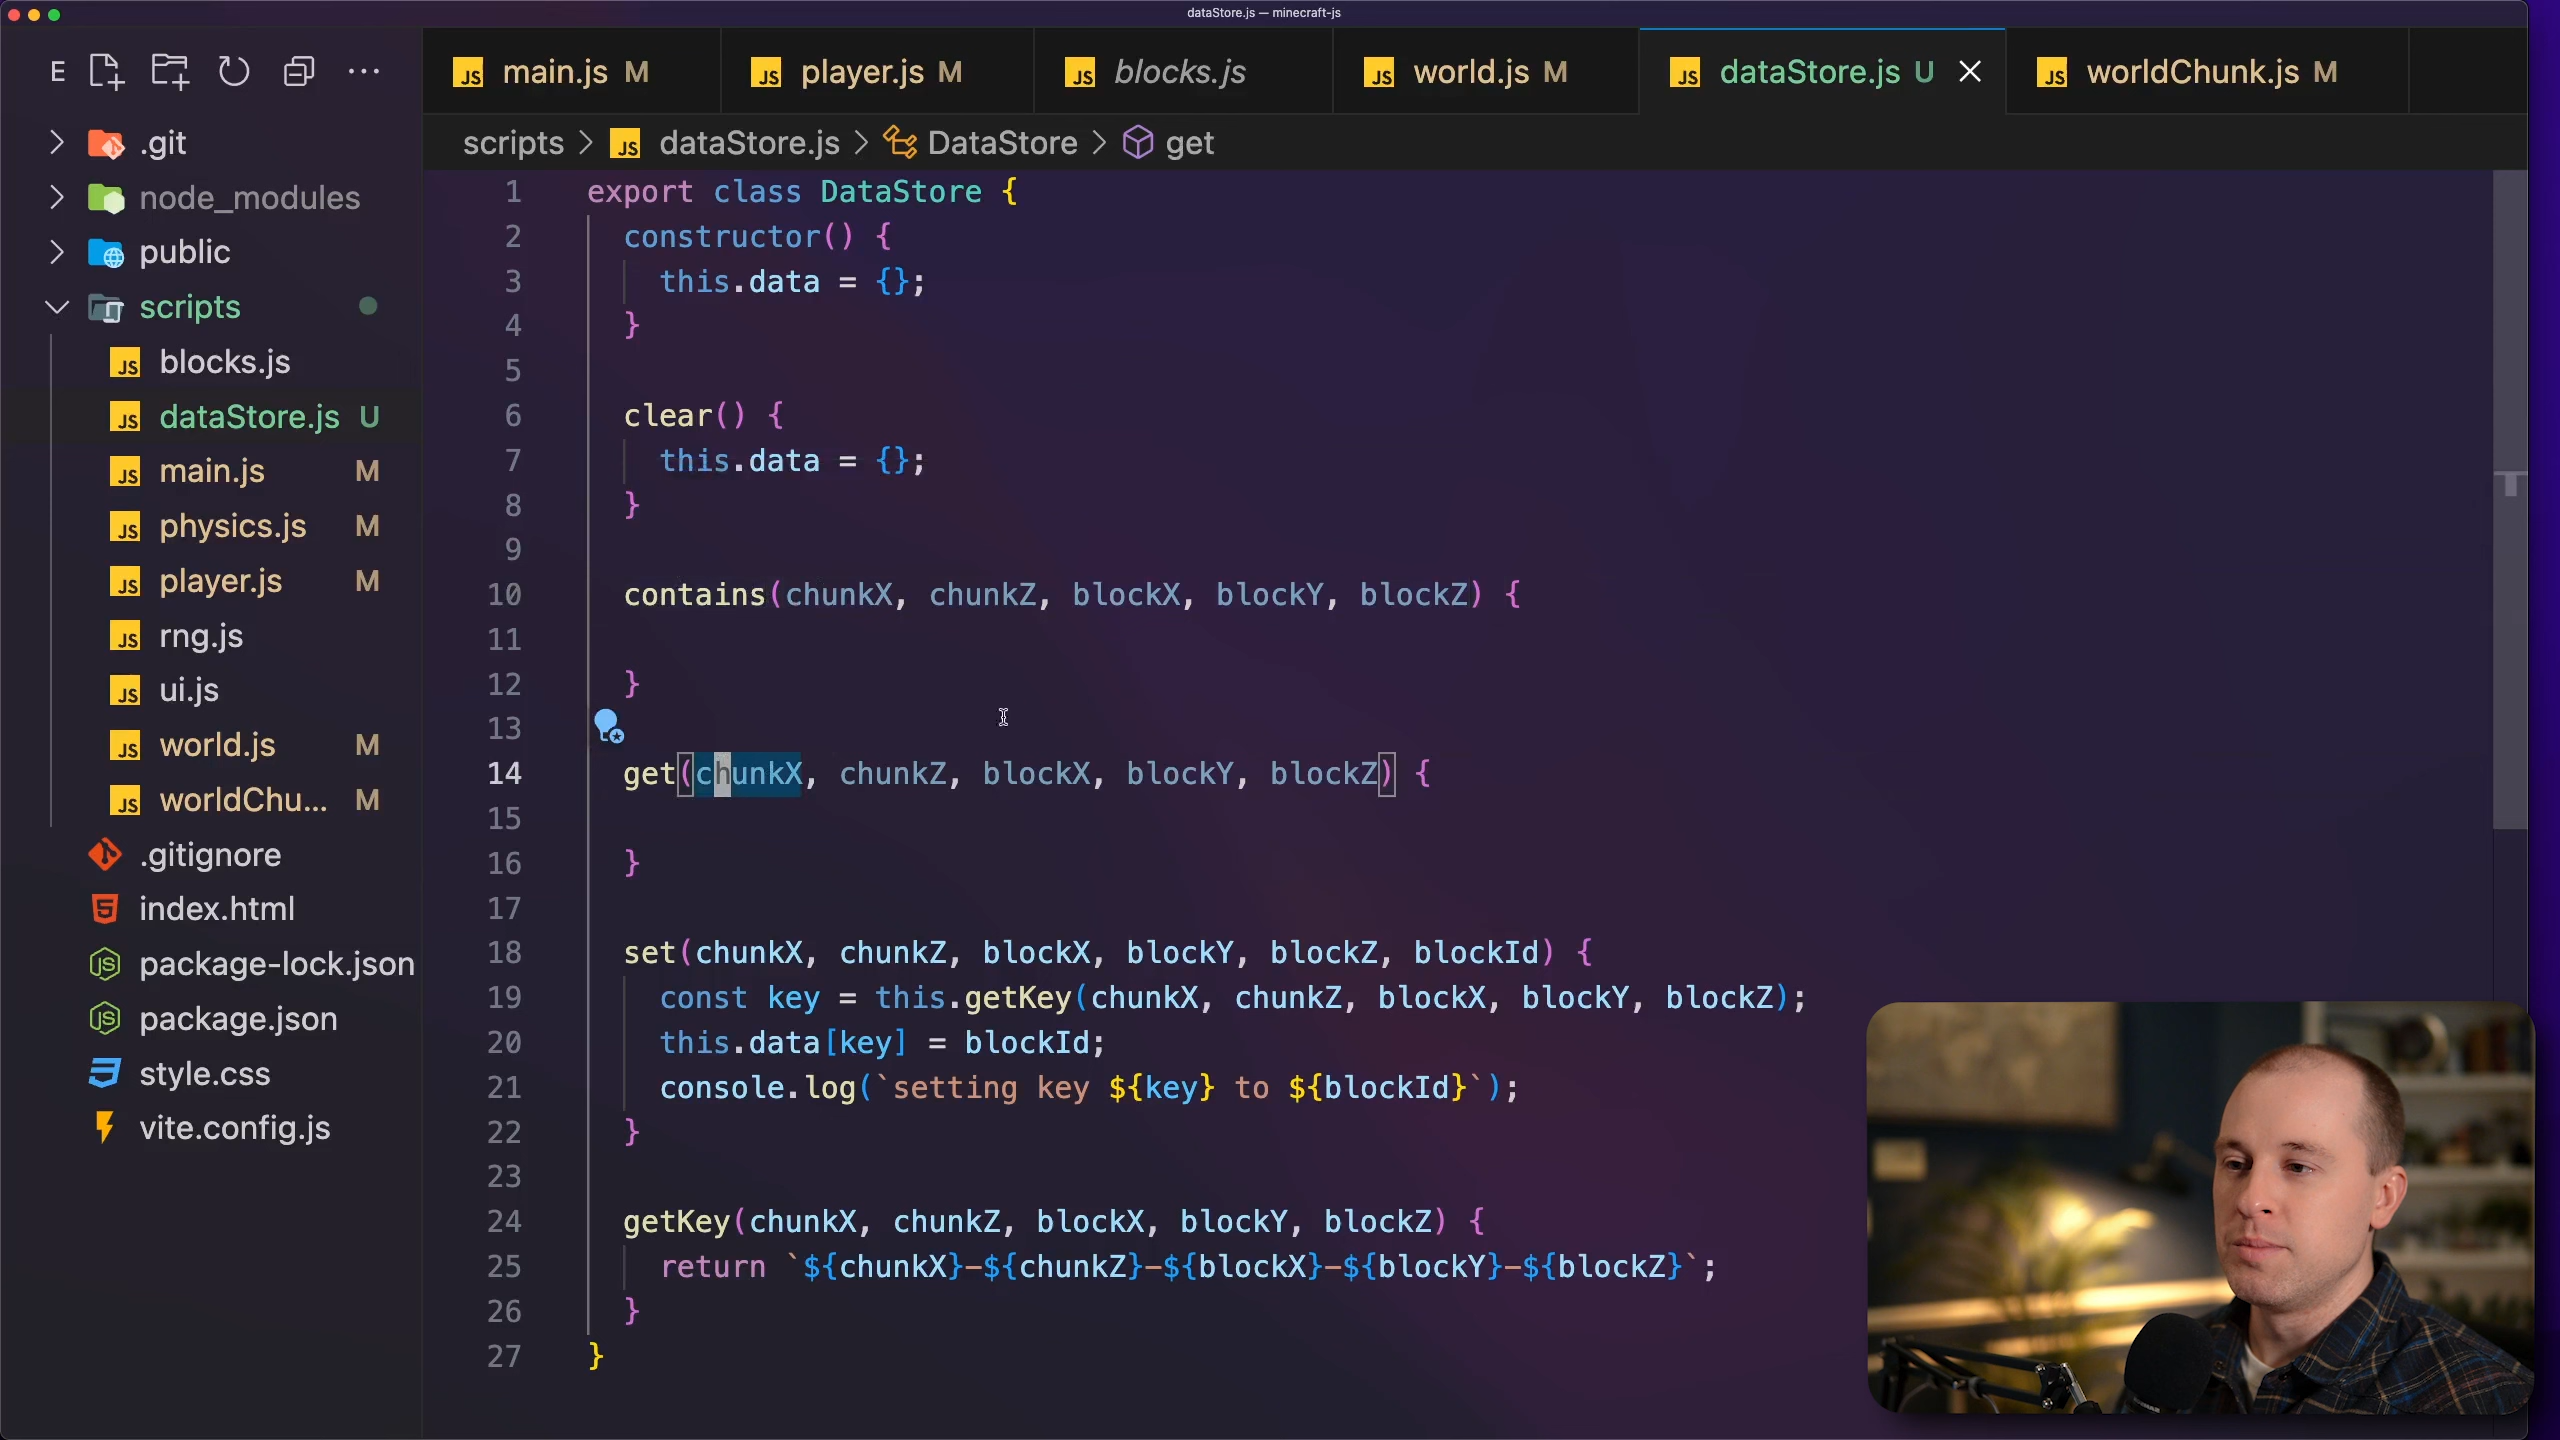 dataStore.js — minecraft-js
E
main.js M
player.js M
blocks.js
world.js M
dataStore.js U
worldChunk.js M
scripts > dataStore.js > DataStore > get
.git
node_modules
public
scripts
blocks.js
dataStore.js U
main.js M
physics.js M
player.js M
rng.js
ui.js
world.js M
worldChu... M
.gitignore
index.html
package-lock.json
package.json
style.css
vite.config.js
1 export class DataStore {
2 constructor() {
3 this.data = {};
4 }
5
6 clear() {
7 this.data = {};
8 }
9
10 contains(chunkX, chunkZ, blockX, blockY, blockZ) {
11
12 }
13
14 get(chunkX, chunkZ, blockX, blockY, blockZ) {
15
16 }
17
18 set(chunkX, chunkZ, blockX, blockY, blockZ, blockId) {
19 const key = this.getKey(chunkX, chunkZ, blockX, blockY, blockZ);
20 this.data[key] = blockId;
21 console.log(`setting key ${key} to ${blockId}`);
22 }
23
24 getKey(chunkX, chunkZ, blockX, blockY, blockZ) {
25 return `${chunkX}-${chunkZ}-${blockX}-${blockY}-${blockZ}`;
26 }
27 }